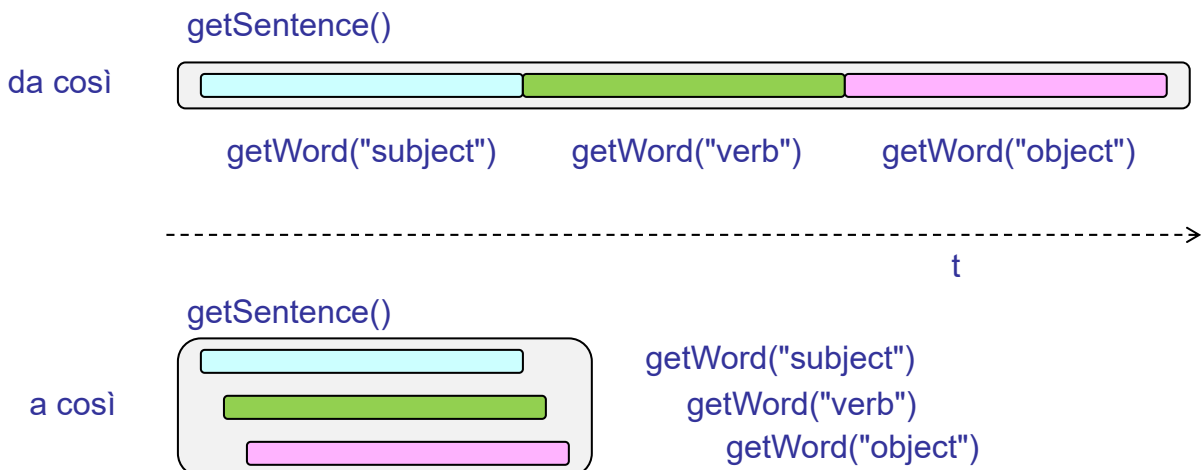 getSentence()
da così
getWord("subject") getWord("verb") getWord("object")
t
getSentence()
getWord("subject")
a così getWord("verb")
getWord("object")